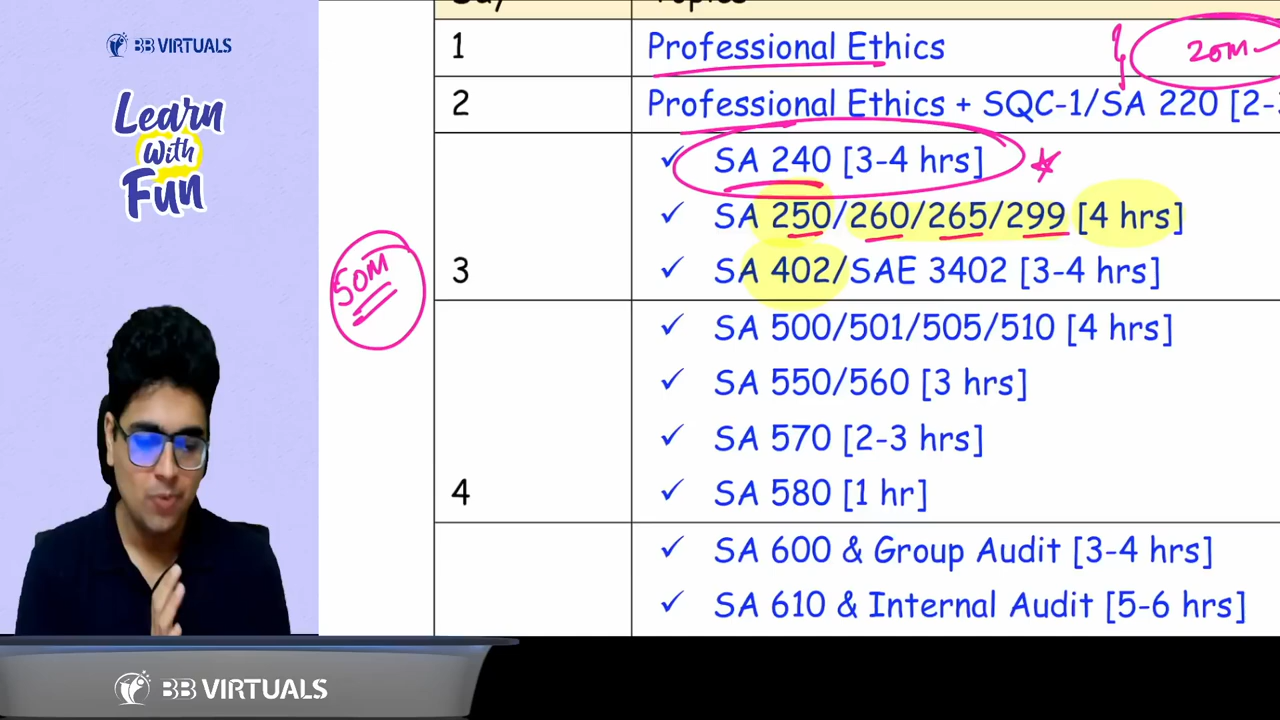 BB VIRTUALS
Learn
With
Fun
1
Professional Ethics
20M
2
Professional Ethics + SQC-1/SA 220 [2-
✓ SA 240 [3-4 hrs]
✓ SA 250/260/265/299 [4 hrs]
50M
3
✓ SA 402/SAE 3402 [3-4 hrs]
✓ SA 500/501/505/510 [4 hrs]
✓ SA 550/560 [3 hrs]
✓ SA 570 [2-3 hrs]
4
✓ SA 580 [1 hr]
✓ SA 600 & Group Audit [3-4 hrs]
✓ SA 610 & Internal Audit [5-6 hrs]
BB VIRTUALS